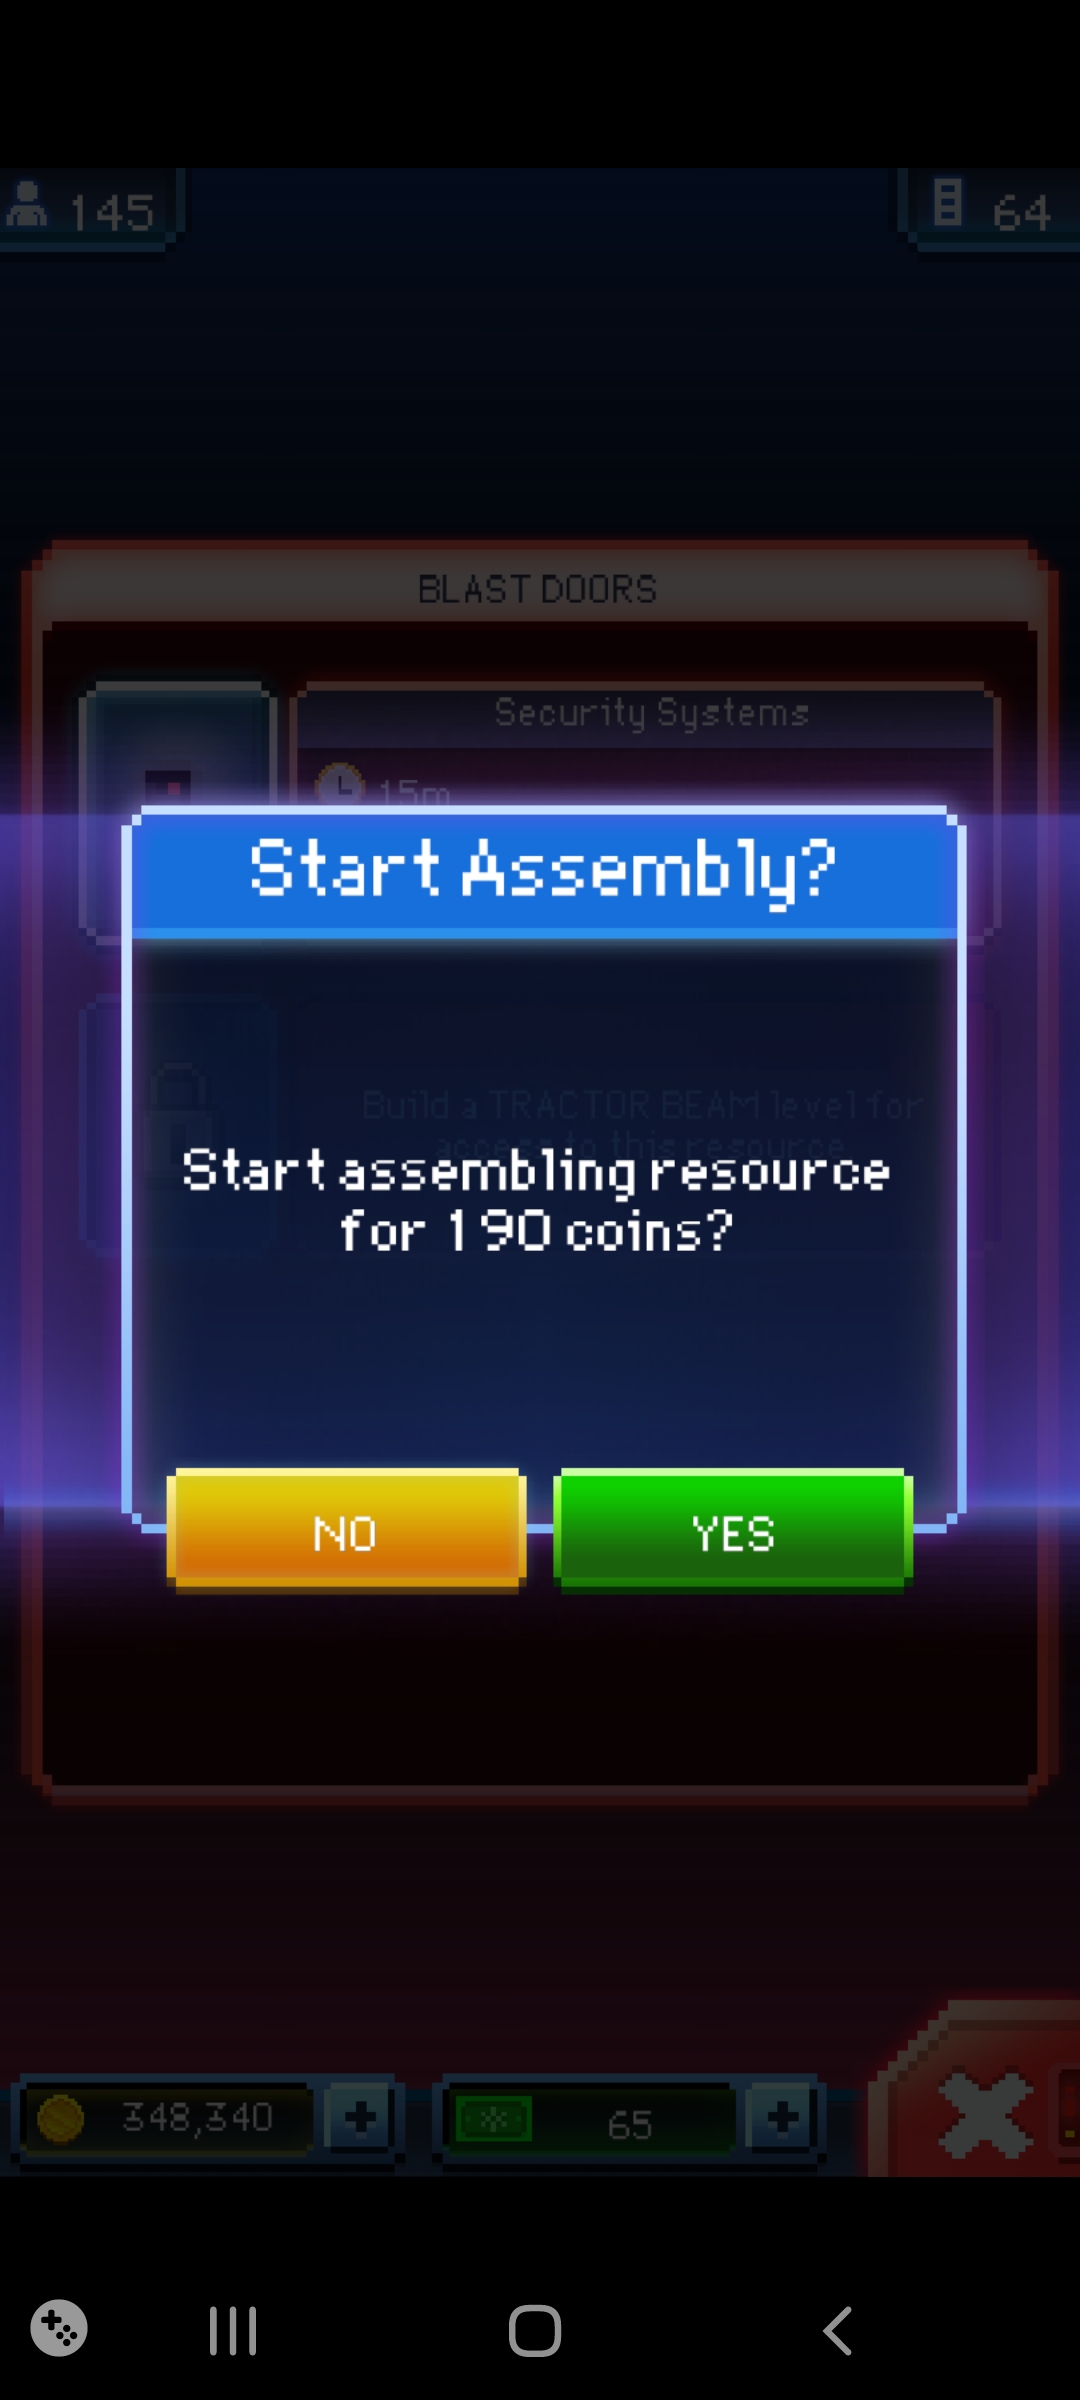 145
64
BLAST DOORS
Security Systems
15m
Start Assembly?
Build a TRACTOR BEAM level for
access to this resource
Start assembling resource
for 190 coins?
NO
YES
348,340
65